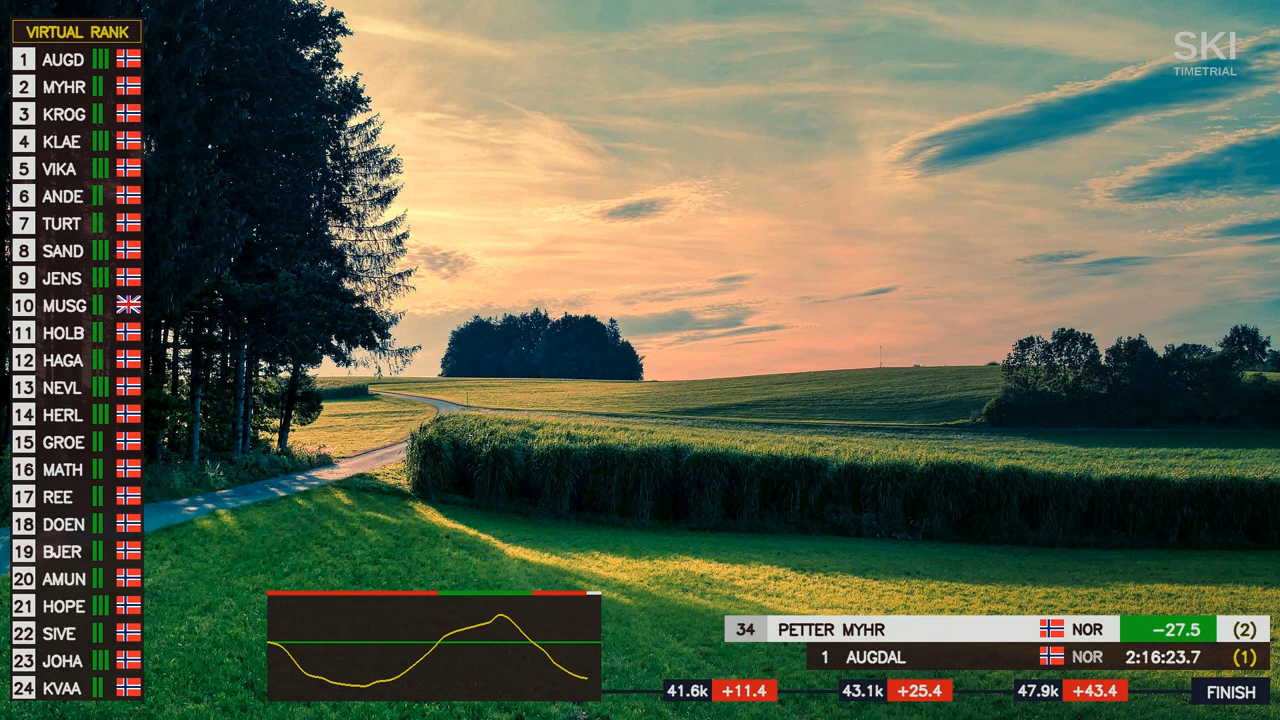 VIRTUAL RANK
1 AUGD
2 MYHR
3 KROG
4 KLAE
5 VIKA
6 ANDE
7 TURT
8 SAND
9 JENS
10 MUSG
11 HOLB
12 HAGA
13 NEVL
14 HERL
15 GROE
16 MATH
17 REE
18 DOEN
19 BJER
20 AMUN
21 HOPE
22 SIVE
23 JOHA
24 KVAA
SKI
TIMETRIAL
34 PETTER MYHR NOR -27.5 (2)
1 AUGDAL NOR 2:16:23.7 (1)
41.6k +11.4 43.1k +25.4 47.9k +43.4 FINISH